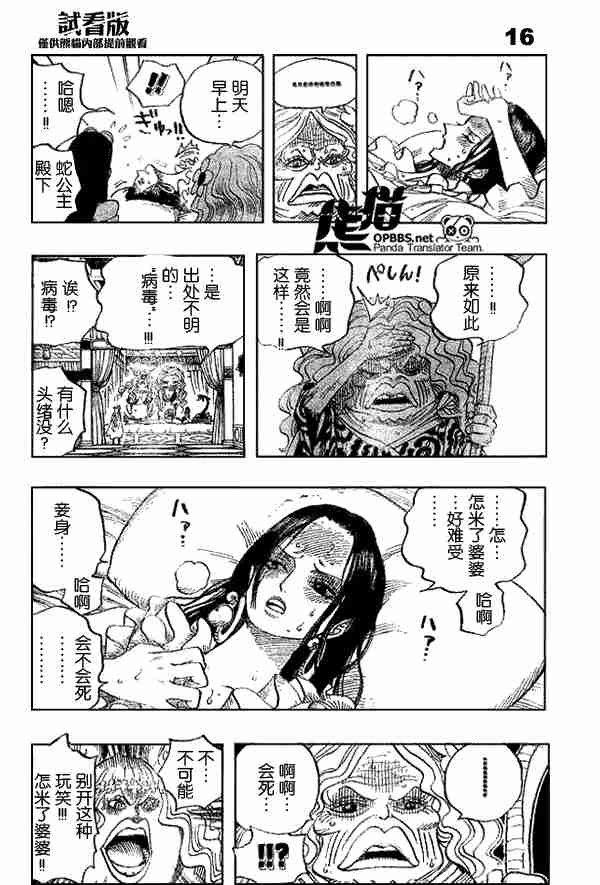 試看版
僅供熊貓內部提前觀看
16
ハ?
ハ?
…………
明天
早上…
!!
ぎゅっ!!
哈嗯
……!!
蛇公主
殿下
熊猫
OPBBS.net
Panda Translator Team.
原来如此
……!
ぺしん!
…啊啊
竟然会是
这样……!
…是
出处不明
的…
“病毒”…!!!
诶!?
病毒!?
有什么
头绪没?
…怎…
怎米了婆婆
……好难受
哈啊
……!!
ハ?
ハ?
妾身……
哈啊
……会不会死
…………
…………
啊啊
会死…
!!?
不…
不可能
别开这种
玩笑!!!
怎米了婆婆!!